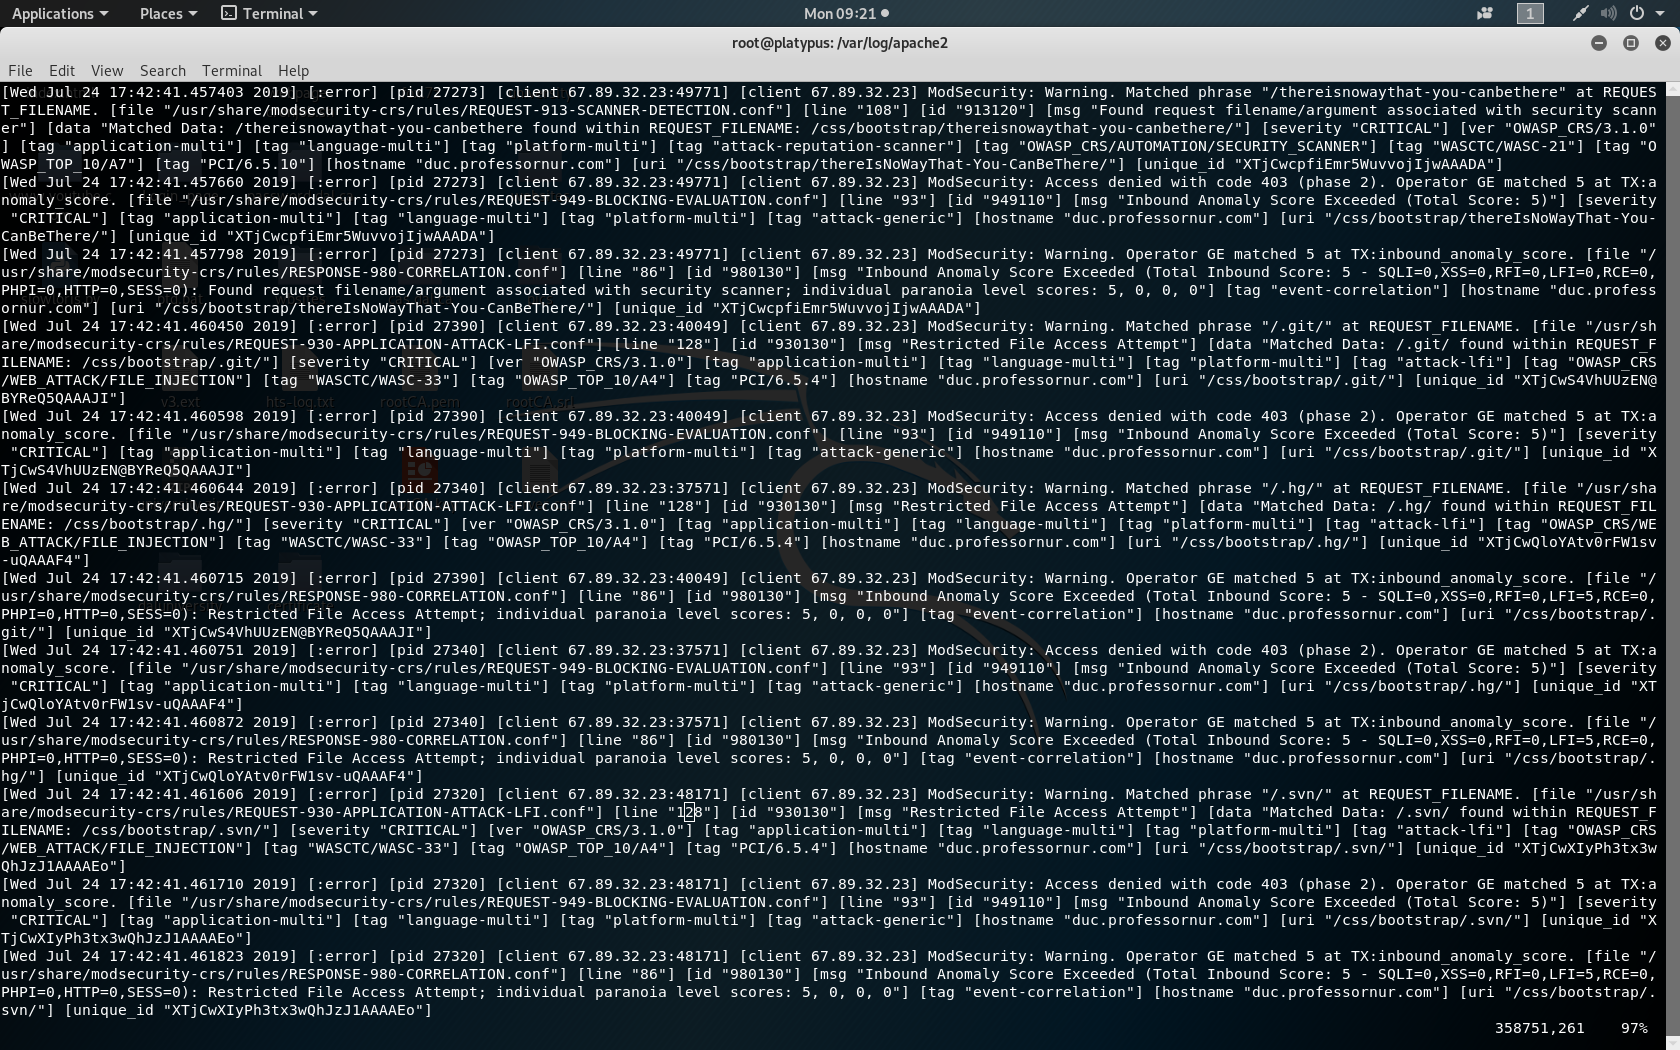 Applications Places Terminal Mon 09:21 1
root@platypus: /var/log/apache2
File Edit View Search Terminal Help
[Wed Jul 24 17:42:41.457403 2019] [:error] [pid 27273] [client 67.89.32.23:49771] [client 67.89.32.23] ModSecurity: Warning. Matched phrase "/thereisnowaythat-you-canbethere" at REQUES
T_FILENAME. [file "/usr/share/modsecurity-crs/rules/REQUEST-913-SCANNER-DETECTION.conf"] [line "108"] [id "913120"] [msg "Found request filename/argument associated with security scann
er"] [data "Matched Data: /thereisnowaythat-you-canbethere found within REQUEST_FILENAME: /css/bootstrap/thereisnowaythat-you-canbethere/"] [severity "CRITICAL"] [ver "OWASP_CRS/3.1.0"
] [tag "application-multi"] [tag "language-multi"] [tag "platform-multi"] [tag "attack-reputation-scanner"] [tag "OWASP_CRS/AUTOMATION/SECURITY_SCANNER"] [tag "WASCTC/WASC-21"] [tag "O
WASP_TOP_10/A7"] [tag "PCI/6.5.10"] [hostname "duc.professornur.com"] [uri "/css/bootstrap/thereIsNoWayThat-You-CanBeThere/"] [unique_id "XTjCwcpfiEmr5WuvvojIjwAAADA"]
[Wed Jul 24 17:42:41.457660 2019] [:error] [pid 27273] [client 67.89.32.23:49771] [client 67.89.32.23] ModSecurity: Access denied with code 403 (phase 2). Operator GE matched 5 at TX:a
nomaly_score. [file "/usr/share/modsecurity-crs/rules/REQUEST-949-BLOCKING-EVALUATION.conf"] [line "93"] [id "949110"] [msg "Inbound Anomaly Score Exceeded (Total Score: 5)"] [severity
"CRITICAL"] [tag "application-multi"] [tag "language-multi"] [tag "platform-multi"] [tag "attack-generic"] [hostname "duc.professornur.com"] [uri "/css/bootstrap/thereIsNoWayThat-You-
CanBeThere/"] [unique_id "XTjCwcpfiEmr5WuvvojIjwAAADA"]
[Wed Jul 24 17:42:41.457798 2019] [:error] [pid 27273] [client 67.89.32.23:49771] [client 67.89.32.23] ModSecurity: Warning. Operator GE matched 5 at TX:inbound_anomaly_score. [file "/
usr/share/modsecurity-crs/rules/RESPONSE-980-CORRELATION.conf"] [line "86"] [id "980130"] [msg "Inbound Anomaly Score Exceeded (Total Inbound Score: 5 - SQLI=0,XSS=0,RFI=0,LFI=0,RCE=0,
PHPI=0,HTTP=0,SESS=0): Found request filename/argument associated with security scanner; individual paranoia level scores: 5, 0, 0, 0"] [tag "event-correlation"] [hostname "duc.profess
ornur.com"] [uri "/css/bootstrap/thereIsNoWayThat-You-CanBeThere/"] [unique_id "XTjCwcpfiEmr5WuvvojIjwAAADA"]
[Wed Jul 24 17:42:41.460450 2019] [:error] [pid 27390] [client 67.89.32.23:40049] [client 67.89.32.23] ModSecurity: Warning. Matched phrase "/.git/" at REQUEST_FILENAME. [file "/usr/sh
are/modsecurity-crs/rules/REQUEST-930-APPLICATION-ATTACK-LFI.conf"] [line "128"] [id "930130"] [msg "Restricted File Access Attempt"] [data "Matched Data: /.git/ found within REQUEST_F
ILENAME: /css/bootstrap/.git/"] [severity "CRITICAL"] [ver "OWASP_CRS/3.1.0"] [tag "application-multi"] [tag "language-multi"] [tag "platform-multi"] [tag "attack-lfi"] [tag "OWASP_CRS
/WEB_ATTACK/FILE_INJECTION"] [tag "WASCTC/WASC-33"] [tag "OWASP_TOP_10/A4"] [tag "PCI/6.5.4"] [hostname "duc.professornur.com"] [uri "/css/bootstrap/.git/"] [unique_id "XTjCwS4VhUUzEN@
BYReQ5QAAAJI"]
[Wed Jul 24 17:42:41.460598 2019] [:error] [pid 27390] [client 67.89.32.23:40049] [client 67.89.32.23] ModSecurity: Access denied with code 403 (phase 2). Operator GE matched 5 at TX:a
nomaly_score. [file "/usr/share/modsecurity-crs/rules/REQUEST-949-BLOCKING-EVALUATION.conf"] [line "93"] [id "949110"] [msg "Inbound Anomaly Score Exceeded (Total Score: 5)"] [severity
"CRITICAL"] [tag "application-multi"] [tag "language-multi"] [tag "platform-multi"] [tag "attack-generic"] [hostname "duc.professornur.com"] [uri "/css/bootstrap/.git/"] [unique_id "X
TjCwS4VhUUzEN@BYReQ5QAAAJI"]
[Wed Jul 24 17:42:41.460644 2019] [:error] [pid 27340] [client 67.89.32.23:37571] [client 67.89.32.23] ModSecurity: Warning. Matched phrase "/.hg/" at REQUEST_FILENAME. [file "/usr/sha
re/modsecurity-crs/rules/REQUEST-930-APPLICATION-ATTACK-LFI.conf"] [line "128"] [id "930130"] [msg "Restricted File Access Attempt"] [data "Matched Data: /.hg/ found within REQUEST_FIL
ENAME: /css/bootstrap/.hg/"] [severity "CRITICAL"] [ver "OWASP_CRS/3.1.0"] [tag "application-multi"] [tag "language-multi"] [tag "platform-multi"] [tag "attack-lfi"] [tag "OWASP_CRS/WE
B_ATTACK/FILE_INJECTION"] [tag "WASCTC/WASC-33"] [tag "OWASP_TOP_10/A4"] [tag "PCI/6.5.4"] [hostname "duc.professornur.com"] [uri "/css/bootstrap/.hg/"] [unique_id "XTjCwQloYAtv0rFW1sv
-uQAAAF4"]
[Wed Jul 24 17:42:41.460715 2019] [:error] [pid 27390] [client 67.89.32.23:40049] [client 67.89.32.23] ModSecurity: Warning. Operator GE matched 5 at TX:inbound_anomaly_score. [file "/
usr/share/modsecurity-crs/rules/RESPONSE-980-CORRELATION.conf"] [line "86"] [id "980130"] [msg "Inbound Anomaly Score Exceeded (Total Inbound Score: 5 - SQLI=0,XSS=0,RFI=0,LFI=5,RCE=0,
PHPI=0,HTTP=0,SESS=0): Restricted File Access Attempt; individual paranoia level scores: 5, 0, 0, 0"] [tag "event-correlation"] [hostname "duc.professornur.com"] [uri "/css/bootstrap/.
git/"] [unique_id "XTjCwS4VhUUzEN@BYReQ5QAAAJI"]
[Wed Jul 24 17:42:41.460751 2019] [:error] [pid 27340] [client 67.89.32.23:37571] [client 67.89.32.23] ModSecurity: Access denied with code 403 (phase 2). Operator GE matched 5 at TX:a
nomaly_score. [file "/usr/share/modsecurity-crs/rules/REQUEST-949-BLOCKING-EVALUATION.conf"] [line "93"] [id "949110"] [msg "Inbound Anomaly Score Exceeded (Total Score: 5)"] [severity
"CRITICAL"] [tag "application-multi"] [tag "language-multi"] [tag "platform-multi"] [tag "attack-generic"] [hostname "duc.professornur.com"] [uri "/css/bootstrap/.hg/"] [unique_id "XT
jCwQloYAtv0rFW1sv-uQAAAF4"]
[Wed Jul 24 17:42:41.460872 2019] [:error] [pid 27340] [client 67.89.32.23:37571] [client 67.89.32.23] ModSecurity: Warning. Operator GE matched 5 at TX:inbound_anomaly_score. [file "/
usr/share/modsecurity-crs/rules/RESPONSE-980-CORRELATION.conf"] [line "86"] [id "980130"] [msg "Inbound Anomaly Score Exceeded (Total Inbound Score: 5 - SQLI=0,XSS=0,RFI=0,LFI=5,RCE=0,
PHPI=0,HTTP=0,SESS=0): Restricted File Access Attempt; individual paranoia level scores: 5, 0, 0, 0"] [tag "event-correlation"] [hostname "duc.professornur.com"] [uri "/css/bootstrap/.
hg/"] [unique_id "XTjCwQloYAtv0rFW1sv-uQAAAF4"]
[Wed Jul 24 17:42:41.461606 2019] [:error] [pid 27320] [client 67.89.32.23:48171] [client 67.89.32.23] ModSecurity: Warning. Matched phrase "/.svn/" at REQUEST_FILENAME. [file "/usr/sh
are/modsecurity-crs/rules/REQUEST-930-APPLICATION-ATTACK-LFI.conf"] [line "128"] [id "930130"] [msg "Restricted File Access Attempt"] [data "Matched Data: /.svn/ found within REQUEST_F
ILENAME: /css/bootstrap/.svn/"] [severity "CRITICAL"] [ver "OWASP_CRS/3.1.0"] [tag "application-multi"] [tag "language-multi"] [tag "platform-multi"] [tag "attack-lfi"] [tag "OWASP_CRS
/WEB_ATTACK/FILE_INJECTION"] [tag "WASCTC/WASC-33"] [tag "OWASP_TOP_10/A4"] [tag "PCI/6.5.4"] [hostname "duc.professornur.com"] [uri "/css/bootstrap/.svn/"] [unique_id "XTjCwXIyPh3tx3w
QhJzJ1AAAAEo"]
[Wed Jul 24 17:42:41.461710 2019] [:error] [pid 27320] [client 67.89.32.23:48171] [client 67.89.32.23] ModSecurity: Access denied with code 403 (phase 2). Operator GE matched 5 at TX:a
nomaly_score. [file "/usr/share/modsecurity-crs/rules/REQUEST-949-BLOCKING-EVALUATION.conf"] [line "93"] [id "949110"] [msg "Inbound Anomaly Score Exceeded (Total Score: 5)"] [severity
"CRITICAL"] [tag "application-multi"] [tag "language-multi"] [tag "platform-multi"] [tag "attack-generic"] [hostname "duc.professornur.com"] [uri "/css/bootstrap/.svn/"] [unique_id "X
TjCwXIyPh3tx3wQhJzJ1AAAAEo"]
[Wed Jul 24 17:42:41.461823 2019] [:error] [pid 27320] [client 67.89.32.23:48171] [client 67.89.32.23] ModSecurity: Warning. Operator GE matched 5 at TX:inbound_anomaly_score. [file "/
usr/share/modsecurity-crs/rules/RESPONSE-980-CORRELATION.conf"] [line "86"] [id "980130"] [msg "Inbound Anomaly Score Exceeded (Total Inbound Score: 5 - SQLI=0,XSS=0,RFI=0,LFI=5,RCE=0,
PHPI=0,HTTP=0,SESS=0): Restricted File Access Attempt; individual paranoia level scores: 5, 0, 0, 0"] [tag "event-correlation"] [hostname "duc.professornur.com"] [uri "/css/bootstrap/.
svn/"] [unique_id "XTjCwXIyPh3tx3wQhJzJ1AAAAEo"]
358751,261 97%
v3.ext hts-log.txt rootCA.pem rootCA.srl